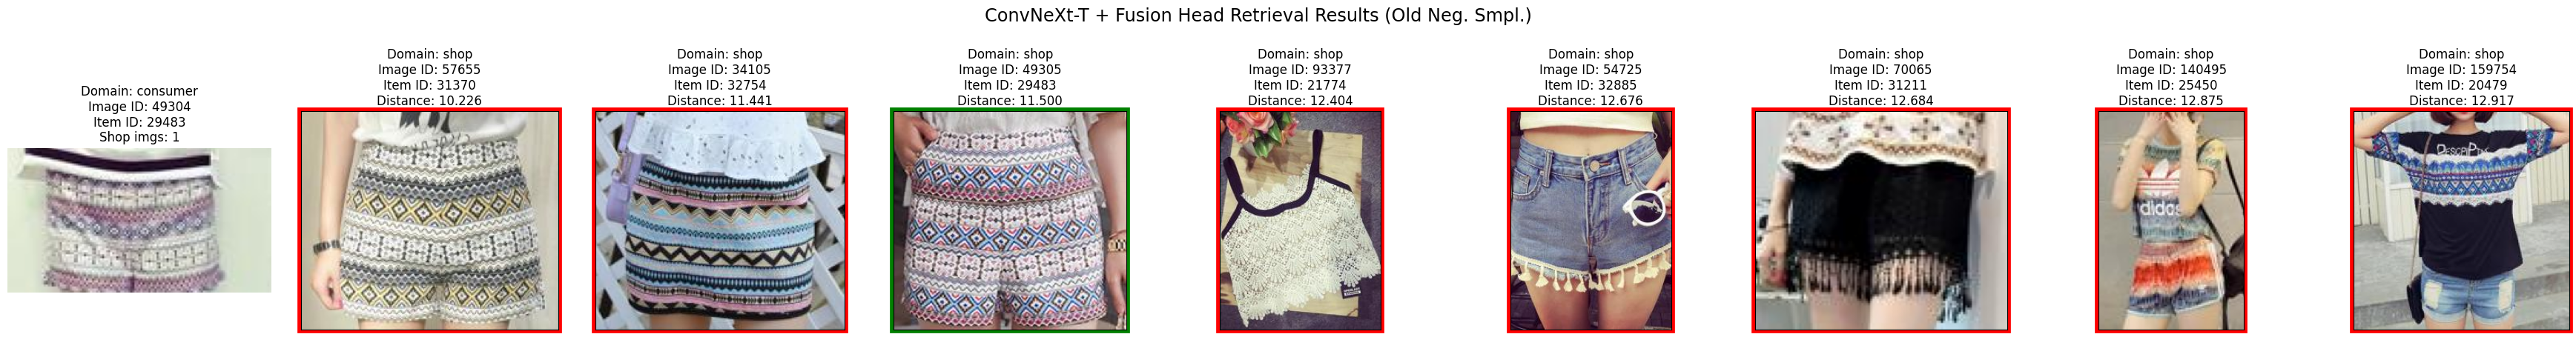 ConvNeXt-T + Fusion Head Retrieval Results (Old Neg. Smpl.)
Domain: consumer
Image ID: 49304
Item ID: 29483
Shop imgs: 1
Domain: shop
Image ID: 57655
Item ID: 31370
Distance: 10.226
Domain: shop
Image ID: 34105
Item ID: 32754
Distance: 11.441
Domain: shop
Image ID: 49305
Item ID: 29483
Distance: 11.500
Domain: shop
Image ID: 93377
Item ID: 21774
Distance: 12.404
Domain: shop
Image ID: 54725
Item ID: 32885
Distance: 12.676
Domain: shop
Image ID: 70065
Item ID: 31211
Distance: 12.684
Domain: shop
Image ID: 140495
Item ID: 25450
Distance: 12.875
adidas
Domain: shop
Image ID: 159754
Item ID: 20479
Distance: 12.917